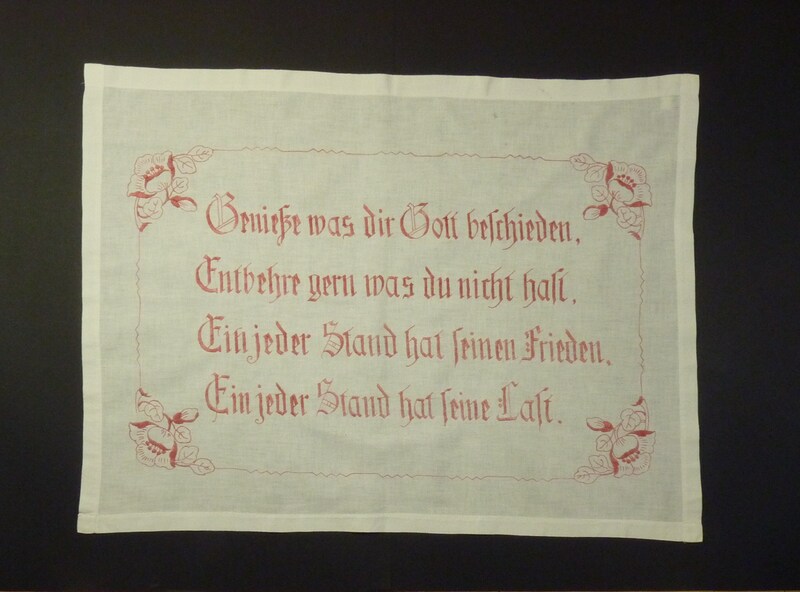 Genieße was dir Gott beschieden,
Entbehre gern was du nicht hast,
Ein jeder Stand hat seinen Frieden,
Ein jeder Stand hat seine Last.